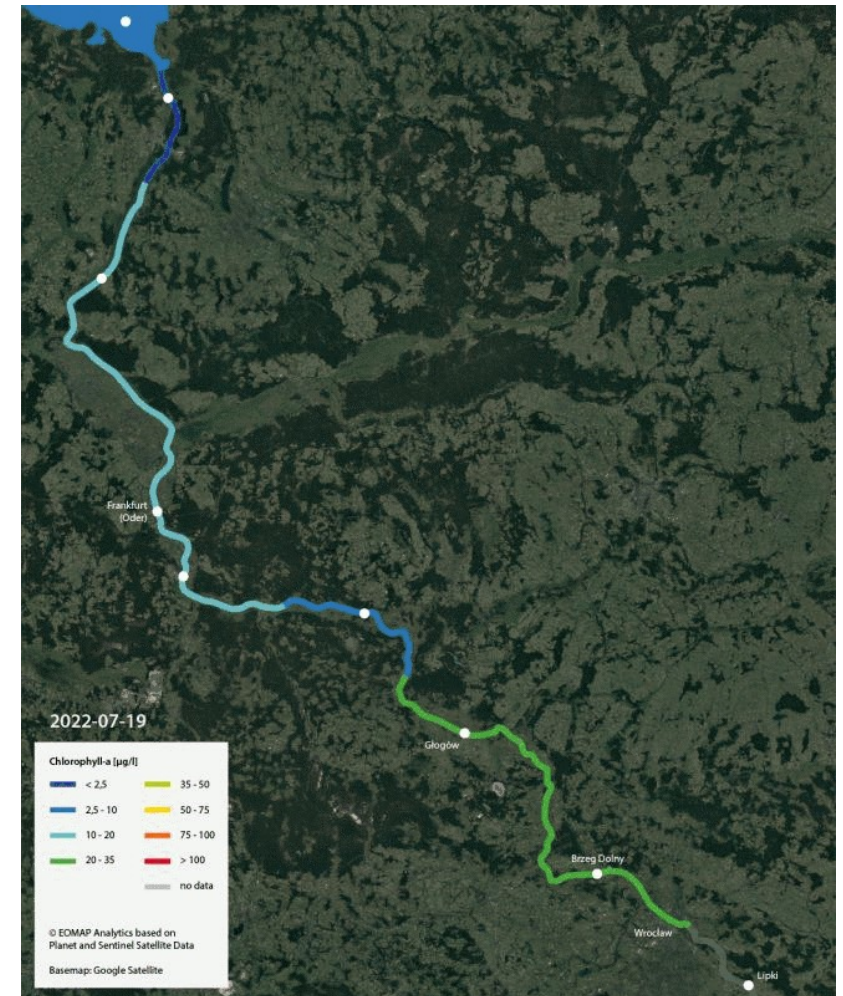 Frankfurt
(Oder)
2022-07-19
Głogów
Chlorophyll-a [µg/l]
< 2,5
35 - 50
2,5 - 10
50 - 75
10 - 20
75 - 100
20 - 35
> 100
no data
Brzeg Dolny
© EOMAP Analytics based on
Planet and Sentinel Satellite Data
Wrocław
Basemap: Google Satellite
Lipki